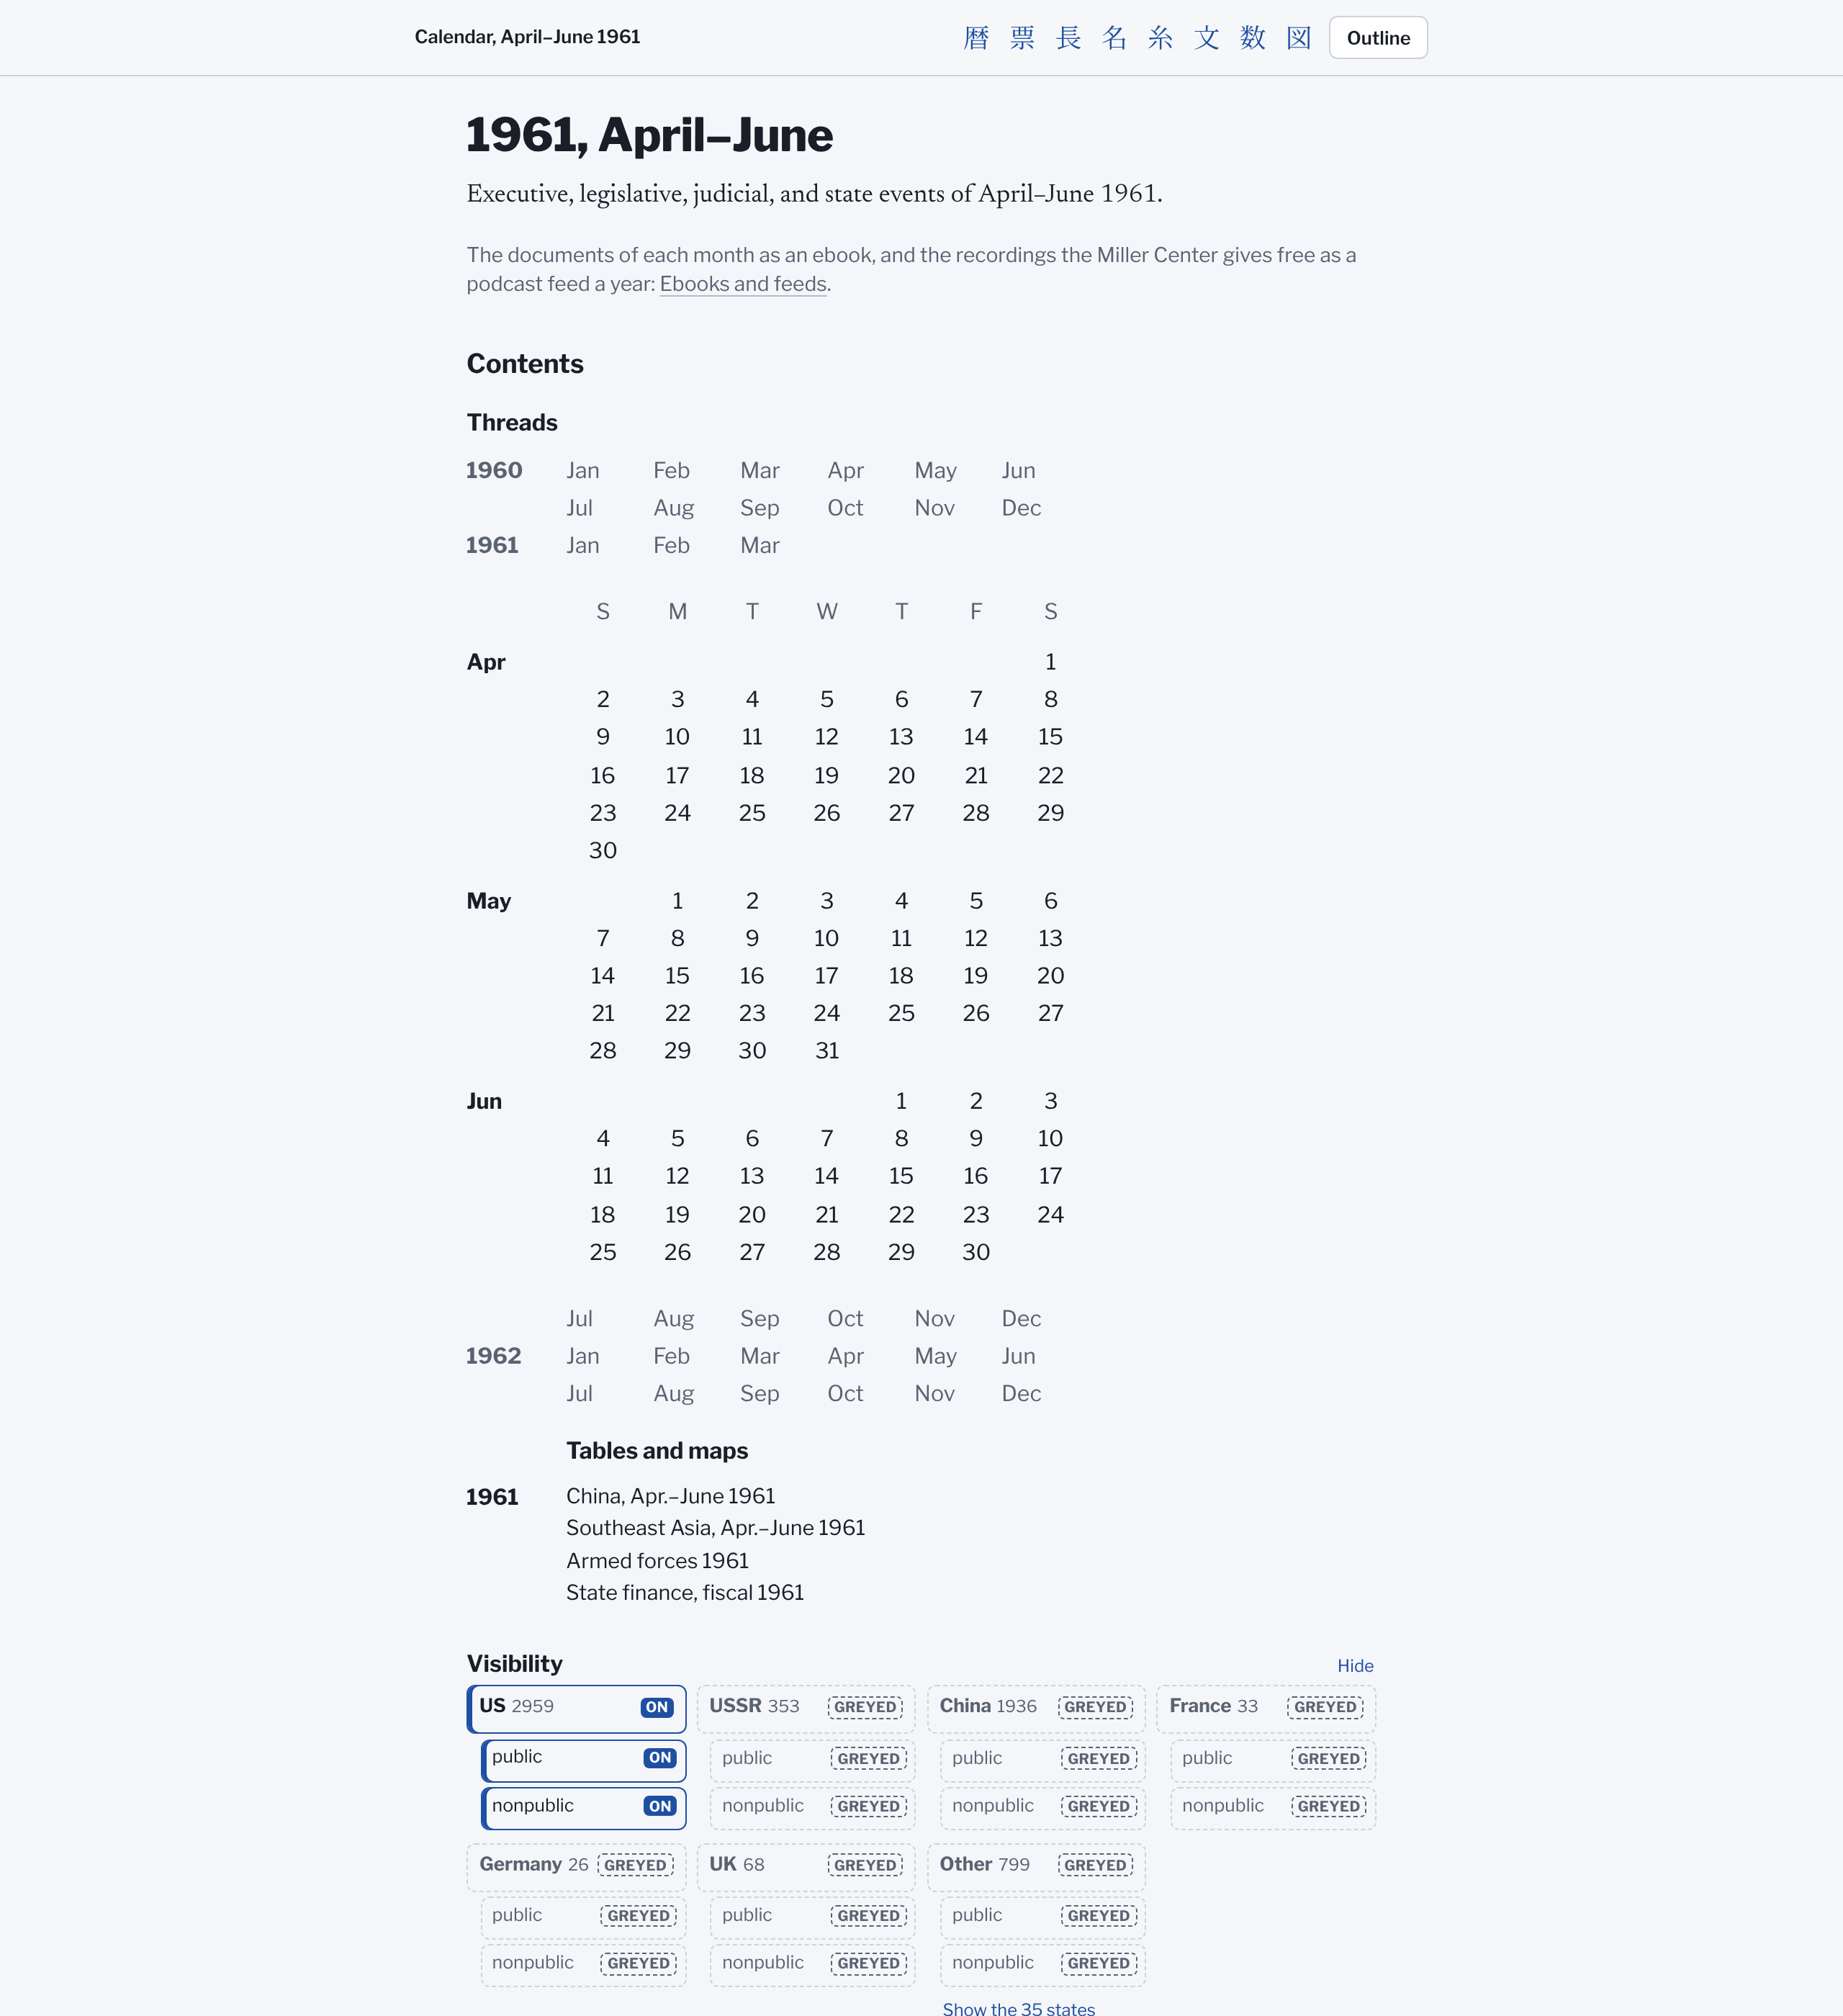 Calendar, April–June 1961 暦 票 長 名 糸 文 数 図 Outline
1961, April–June
Executive, legislative, judicial, and state events of April–June 1961.
The documents of each month as an ebook, and the recordings the Miller Center gives free as a
podcast feed a year: Ebooks and feeds.
Contents
Threads
1960 Jan Feb Mar Apr May Jun
Jul Aug Sep Oct Nov Dec
1961 Jan Feb Mar
S M T W T F S
Apr 1
2 3 4 5 6 7 8
9 10 11 12 13 14 15
16 17 18 19 20 21 22
23 24 25 26 27 28 29
30
May 1 2 3 4 5 6
7 8 9 10 11 12 13
14 15 16 17 18 19 20
21 22 23 24 25 26 27
28 29 30 31
Jun 1 2 3
4 5 6 7 8 9 10
11 12 13 14 15 16 17
18 19 20 21 22 23 24
25 26 27 28 29 30
Jul Aug Sep Oct Nov Dec
1962 Jan Feb Mar Apr May Jun
Jul Aug Sep Oct Nov Dec
Tables and maps
1961 China, Apr.–June 1961
Southeast Asia, Apr.–June 1961
Armed forces 1961
State finance, fiscal 1961
Visibility Hide
US 2959 ON USSR 353 GREYED China 1936 GREYED France 33 GREYED
public ON public GREYED public GREYED public GREYED
nonpublic ON nonpublic GREYED nonpublic GREYED nonpublic GREYED
Germany 26 GREYED UK 68 GREYED Other 799 GREYED
public GREYED public GREYED public GREYED
nonpublic GREYED nonpublic GREYED nonpublic GREYED
Show the 35 states